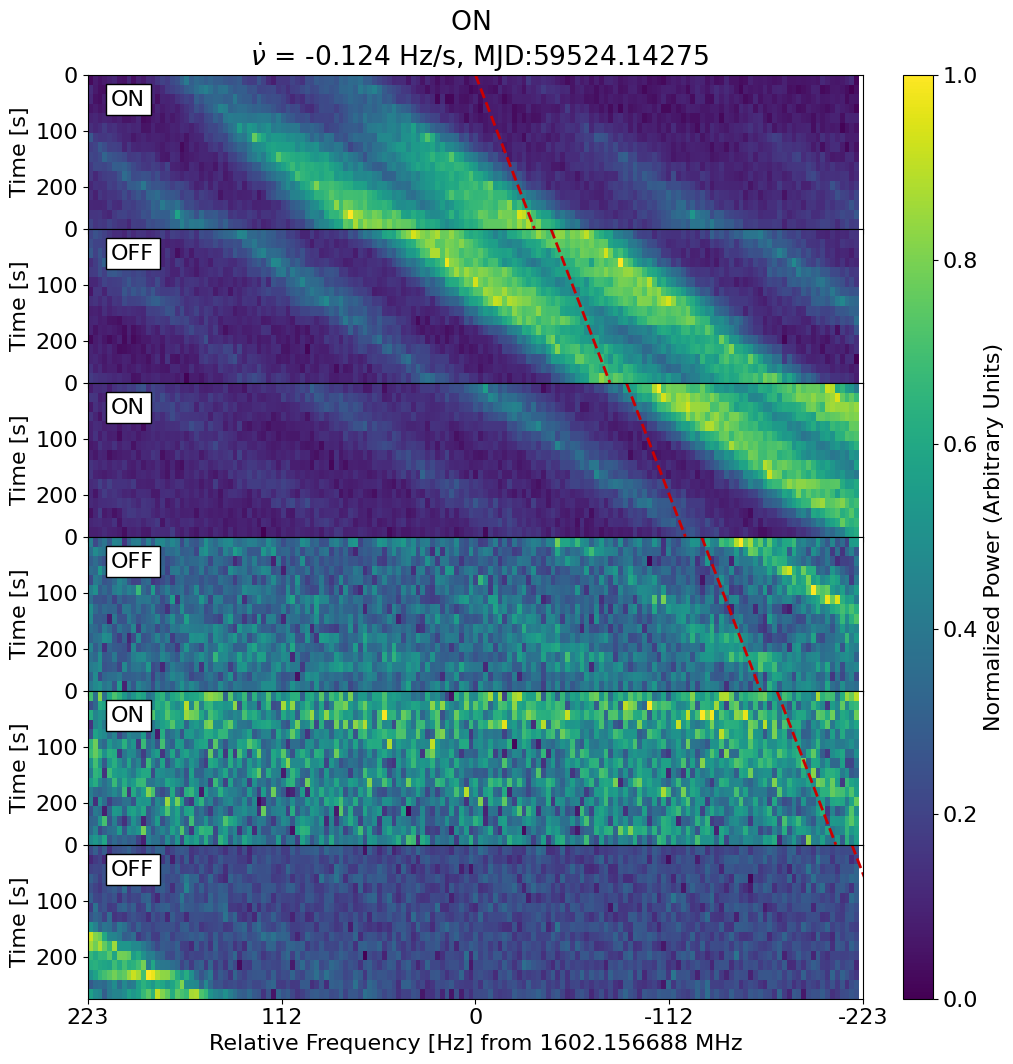 ON
ν̇ = -0.124 Hz/s, MJD:59524.14275
0
100
200
Time [s]
ON
0
100
200
Time [s]
OFF
0
100
200
Time [s]
ON
0
100
200
Time [s]
OFF
0
100
200
Time [s]
ON
0
100
200
Time [s]
OFF
223 112 0 -112 -223
Relative Frequency [Hz] from 1602.156688 MHz
1.0
0.8
0.6
0.4
0.2
0.0
Normalized Power (Arbitrary Units)